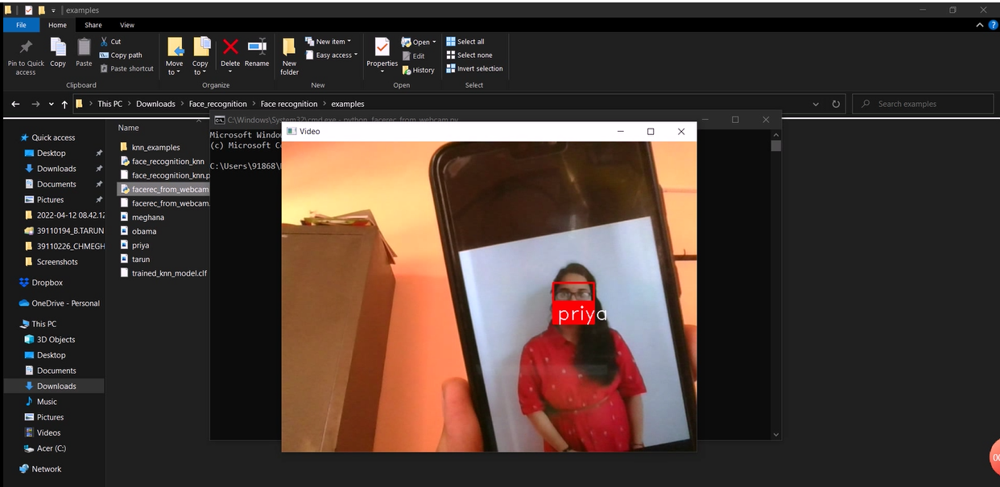 examples
File Home Share View
Pin to Quick access
Copy
Paste
Cut
Copy path
Paste shortcut
Clipboard
Move to
Copy to
Delete
Rename
Organize
New folder
New item
Easy access
New
Properties
Open
Edit
History
Open
Select all
Select none
Invert selection
Select
This PC > Downloads > Face_recognition > Face recognition > examples
Search examples
Quick access
Desktop
Downloads
Documents
Pictures
2022-04-12 08.42.12
39110194_B.TARUN
39110226_CHMEGH
Screenshots
Dropbox
OneDrive - Personal
This PC
3D Objects
Desktop
Documents
Downloads
Music
Pictures
Videos
Acer (C:)
Network
Name
knn_examples
face_recognition_knn
face_recognition_knn.p
facerec_from_webcam
facerec_from_webcam.
meghana
obama
priya
tarun
trained_knn_model.clf
C:\Windows\System32\cmd.exe - python facerec_from_webcam.py
Microsoft Windo
(c) Microsoft Co
C:\Users\91868\
Video
priya